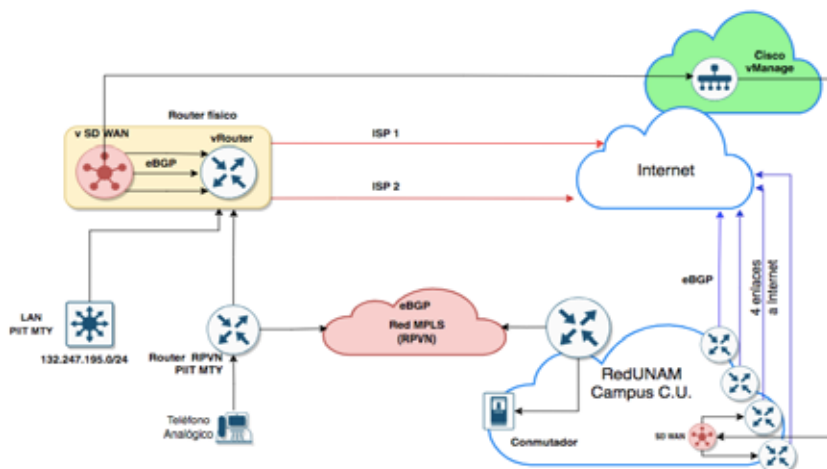 Cisco
vManage
Router físico
v SD WAN
vRouter
eBGP
ISP 1
ISP 2
Internet
eBGP
4 enlaces
a Internet
LAN
PIIT MTY
132.247.195.0/24
Router RPVN
PIIT MTY
eBGP
Red MPLS
(RPVN)
Teléfono
Analógico
RedUNAM
Campus C.U.
Conmutador
SD WAN